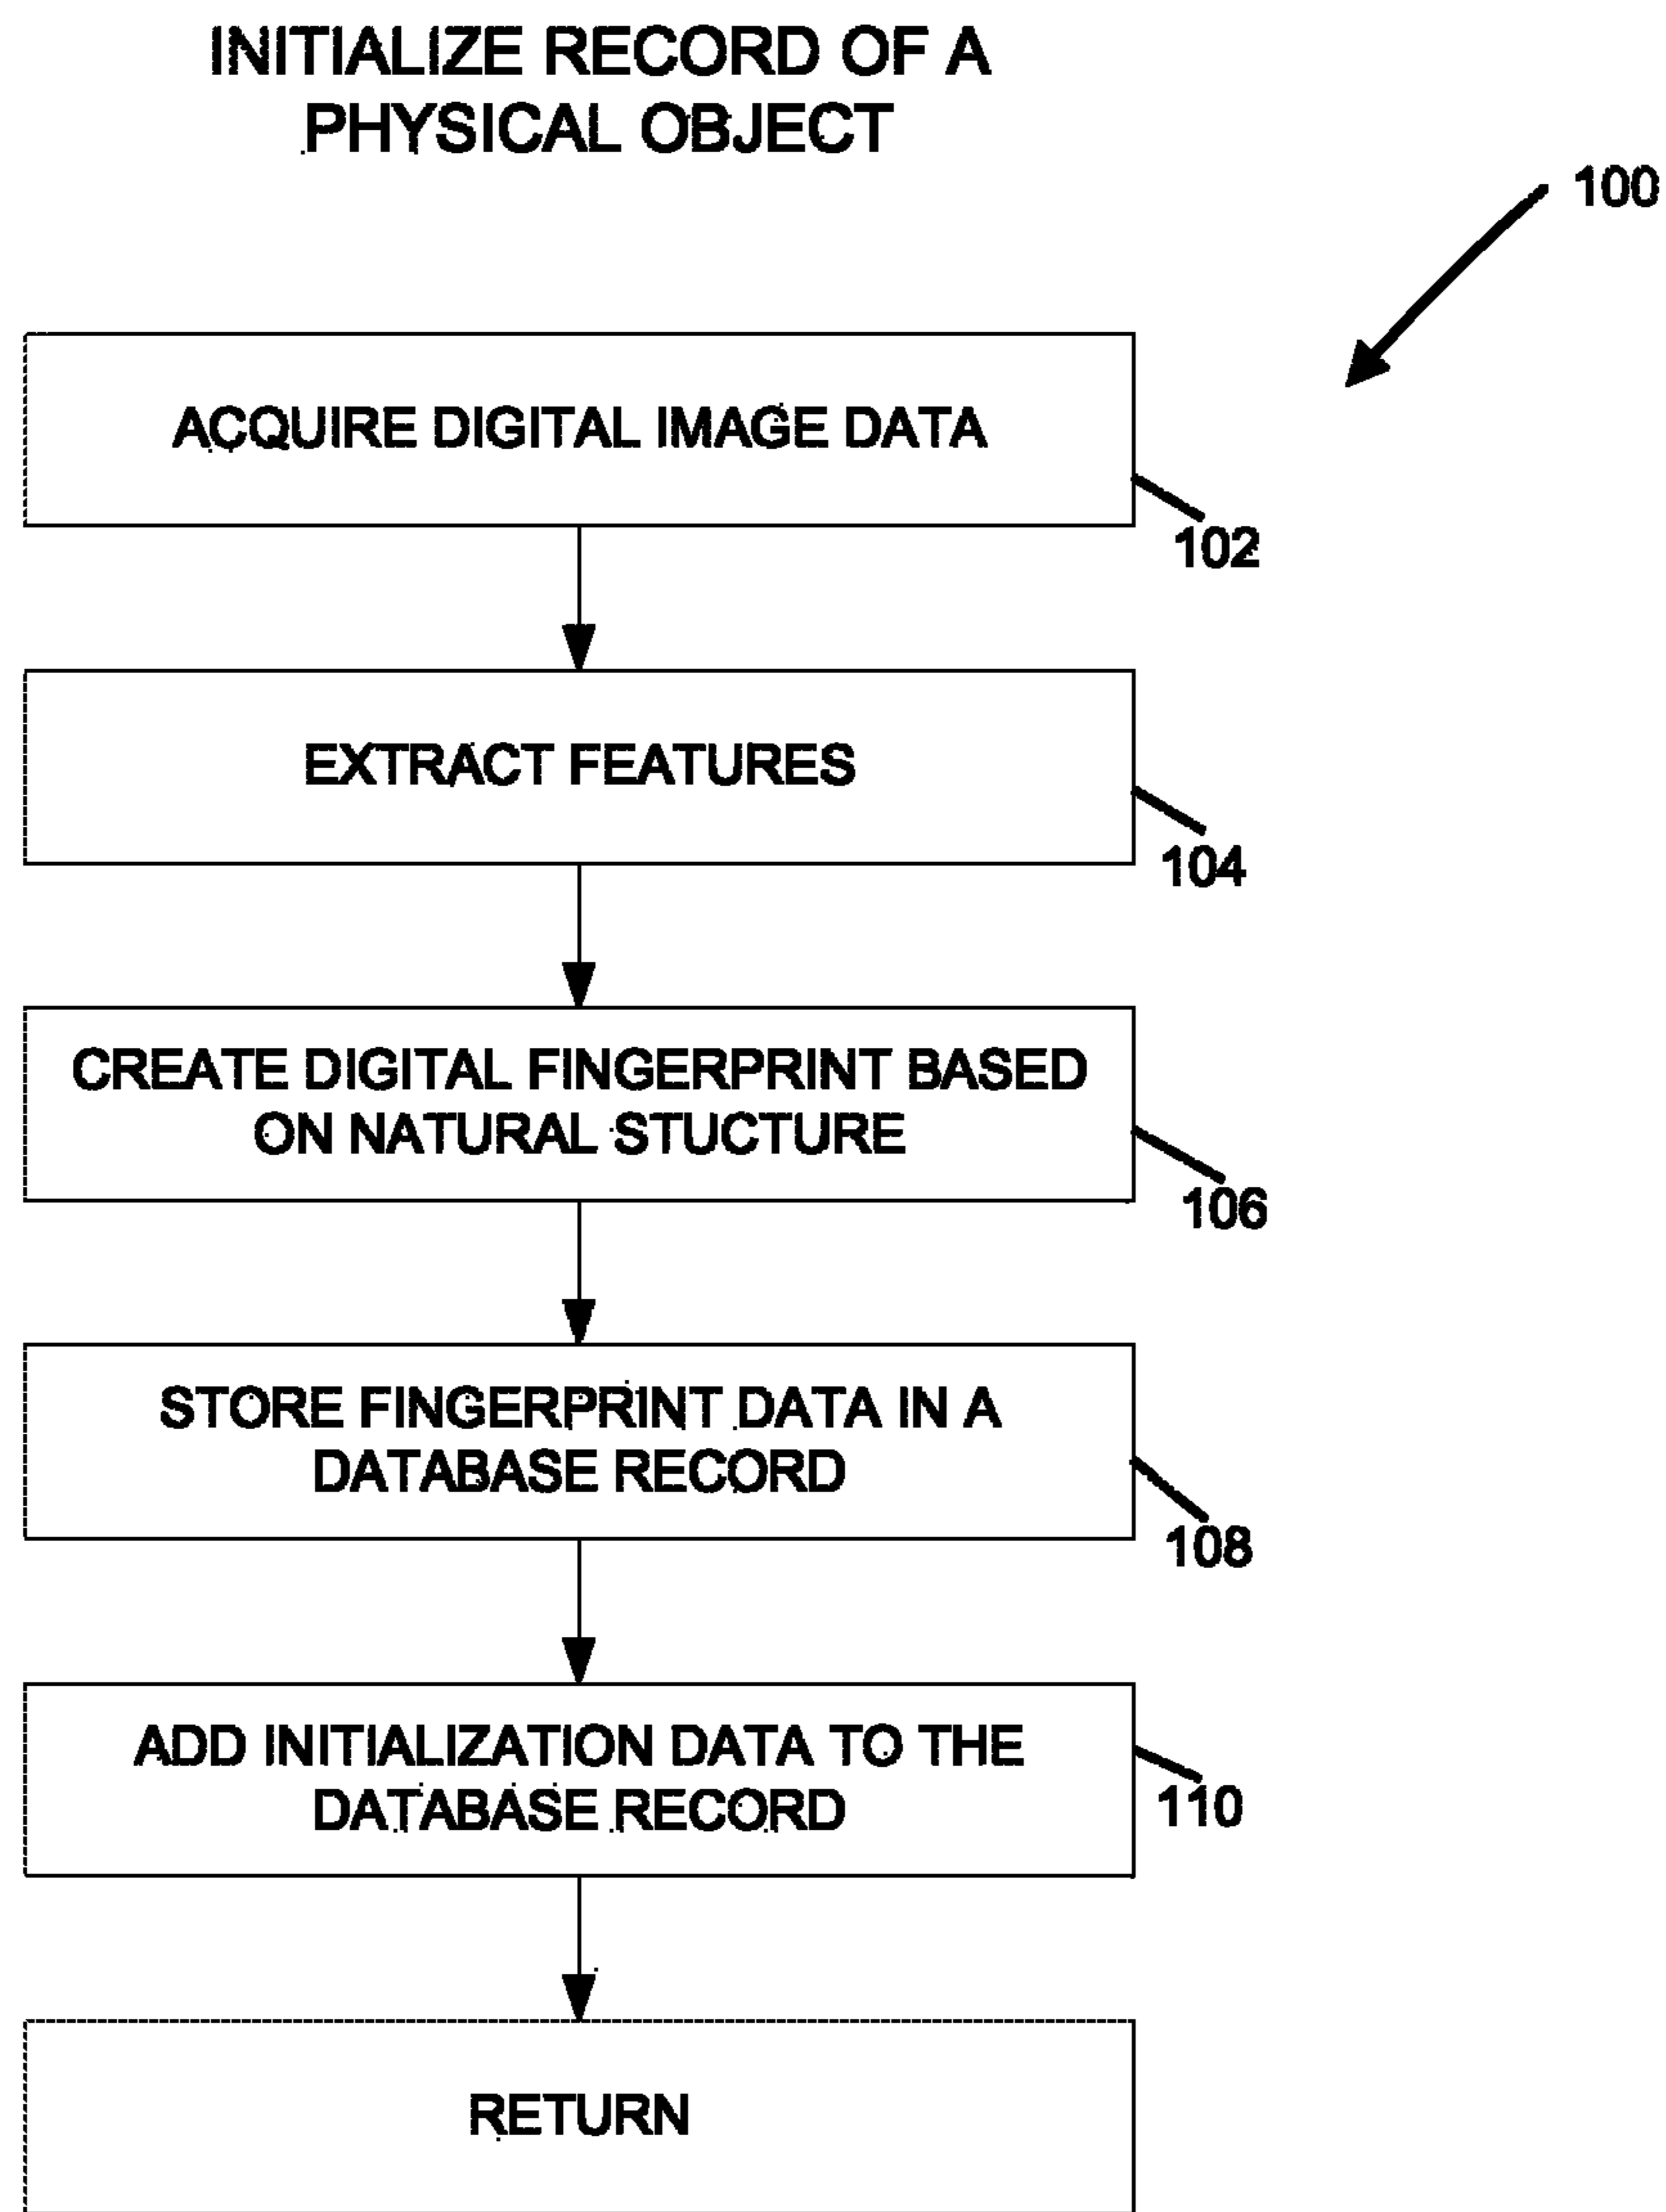 INITIALIZE RECORD OF A
PHYSICAL OBJECT
100
ACQUIRE DIGITAL IMAGE DATA
102
EXTRACT FEATURES
104
CREATE DIGITAL FINGERPRINT BASED
ON NATURAL STUCTURE
106
STORE FINGERPRINT DATA IN A
DATABASE RECORD
108
ADD INITIALIZATION DATA TO THE
DATABASE RECORD
110
RETURN